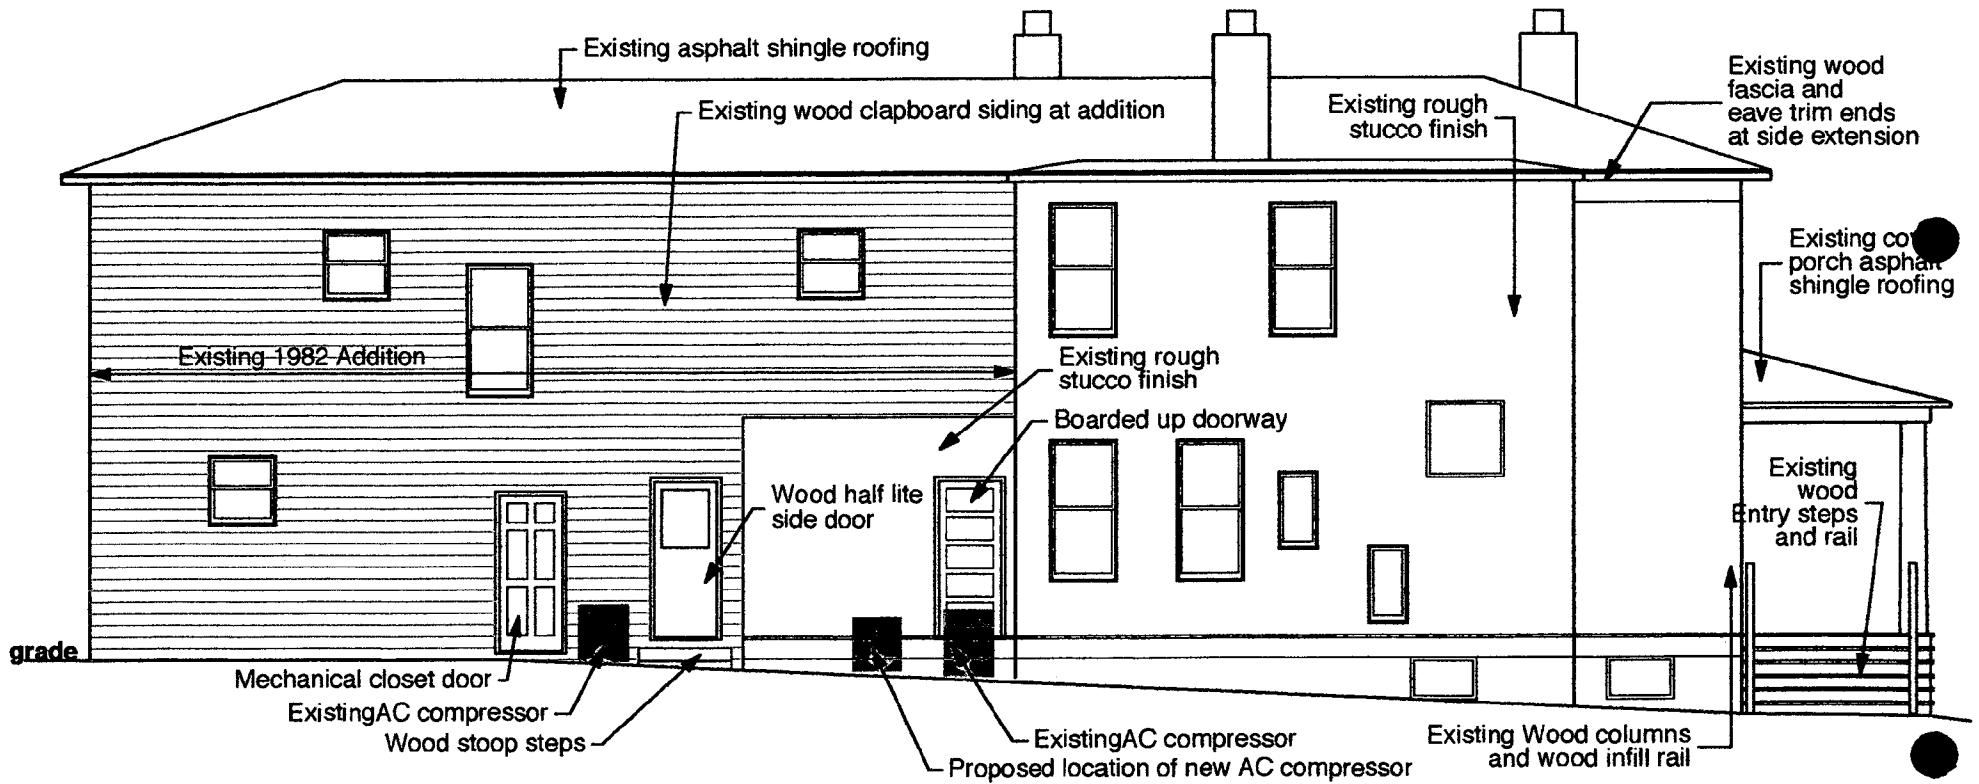 Existing asphalt shingle roofing
Existing wood
fascia and
eave trim ends
at side extension
Existing wood clapboard siding at addition
Existing rough
stucco finish
Existing
porch asphalt
shingle roofing
Existing 1982 Addition
Existing rough
stucco finish
Boarded up doorway
Existing
wood
Entry steps
and rail
Wood half lite
side door
grade
Mechanical closet door
ExistingAC compressor
Wood stoop steps
ExistingAC compressor
Proposed location of new AC compressor
Existing Wood columns
and wood infill rail